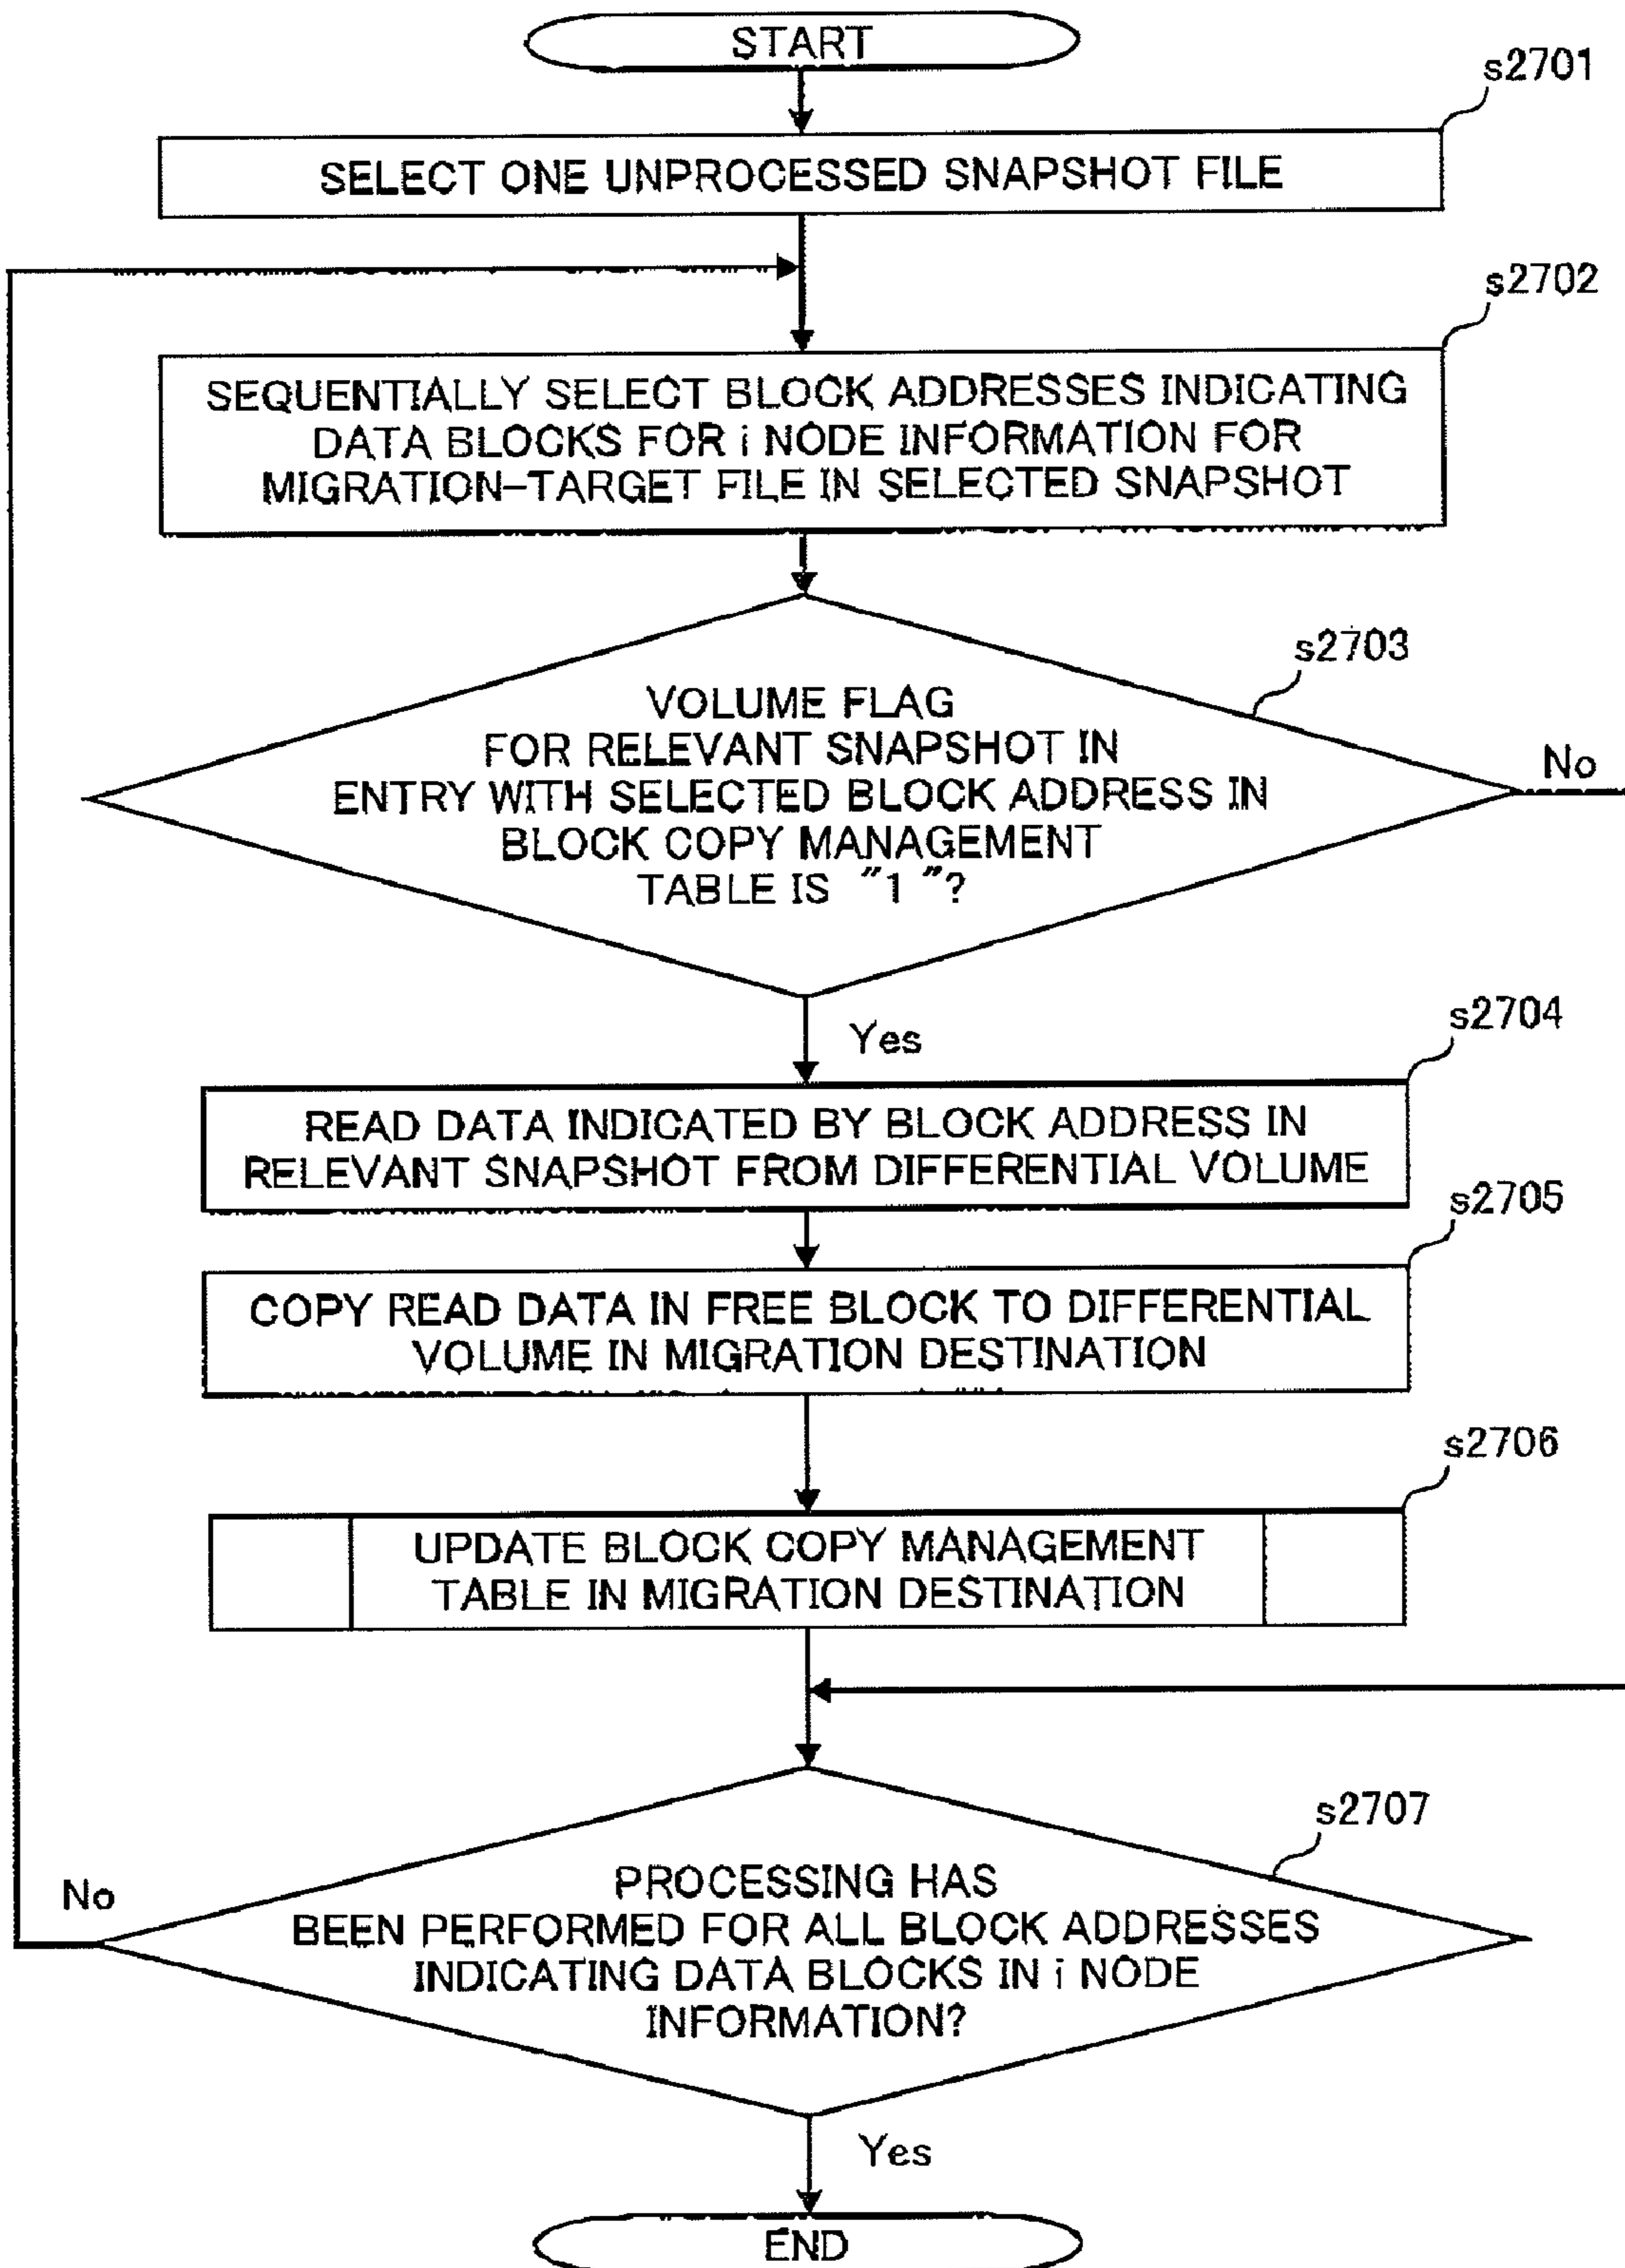 START
s2701
SELECT ONE UNPROCESSED SNAPSHOT FILE
s2702
SEQUENTIALLY SELECT BLOCK ADDRESSES INDICATING
DATA BLOCKS FOR i NODE INFORMATION FOR
MIGRATION-TARGET FILE IN SELECTED SNAPSHOT
s2703
VOLUME FLAG
FOR RELEVANT SNAPSHOT IN
ENTRY WITH SELECTED BLOCK ADDRESS IN
BLOCK COPY MANAGEMENT
TABLE IS "1"?
No
Yes
s2704
READ DATA INDICATED BY BLOCK ADDRESS IN
RELEVANT SNAPSHOT FROM DIFFERENTIAL VOLUME
s2705
COPY READ DATA IN FREE BLOCK TO DIFFERENTIAL
VOLUME IN MIGRATION DESTINATION
s2706
UPDATE BLOCK COPY MANAGEMENT
TABLE IN MIGRATION DESTINATION
s2707
No
PROCESSING HAS
BEEN PERFORMED FOR ALL BLOCK ADDRESSES
INDICATING DATA BLOCKS IN i NODE
INFORMATION?
Yes
END